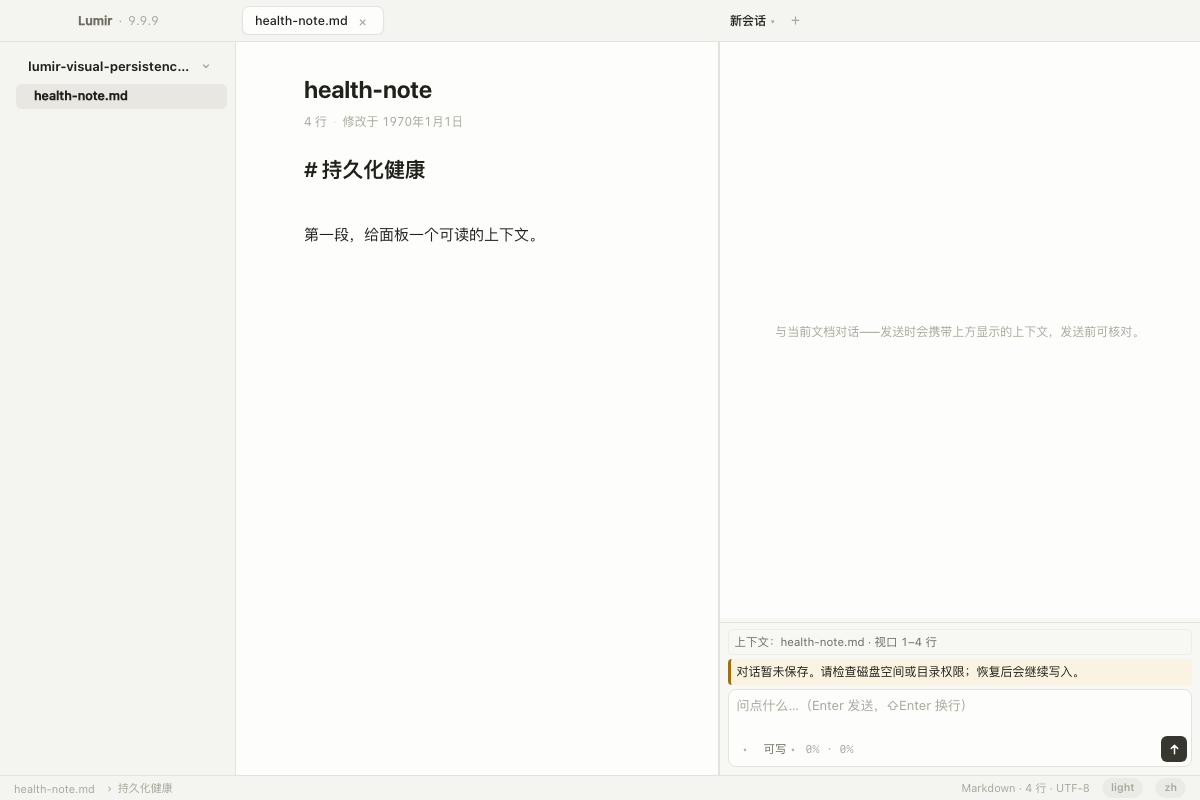 Lumir · 9.9.9
health-note.md ×
新会话 +
lumir-visual-persistenc...
health-note.md
health-note
4 行 · 修改于 1970年1月1日
# 持久化健康
第一段，给面板一个可读的上下文。
与当前文档对话——发送时会携带上方显示的上下文，发送前可核对。
上下文：health-note.md · 视口 1–4 行
对话暂未保存。请检查磁盘空间或目录权限；恢复后会继续写入。
问点什么…（Enter 发送，⇧Enter 换行）
可写 0% · 0%
health-note.md › 持久化健康
Markdown · 4 行 · UTF-8 light zh